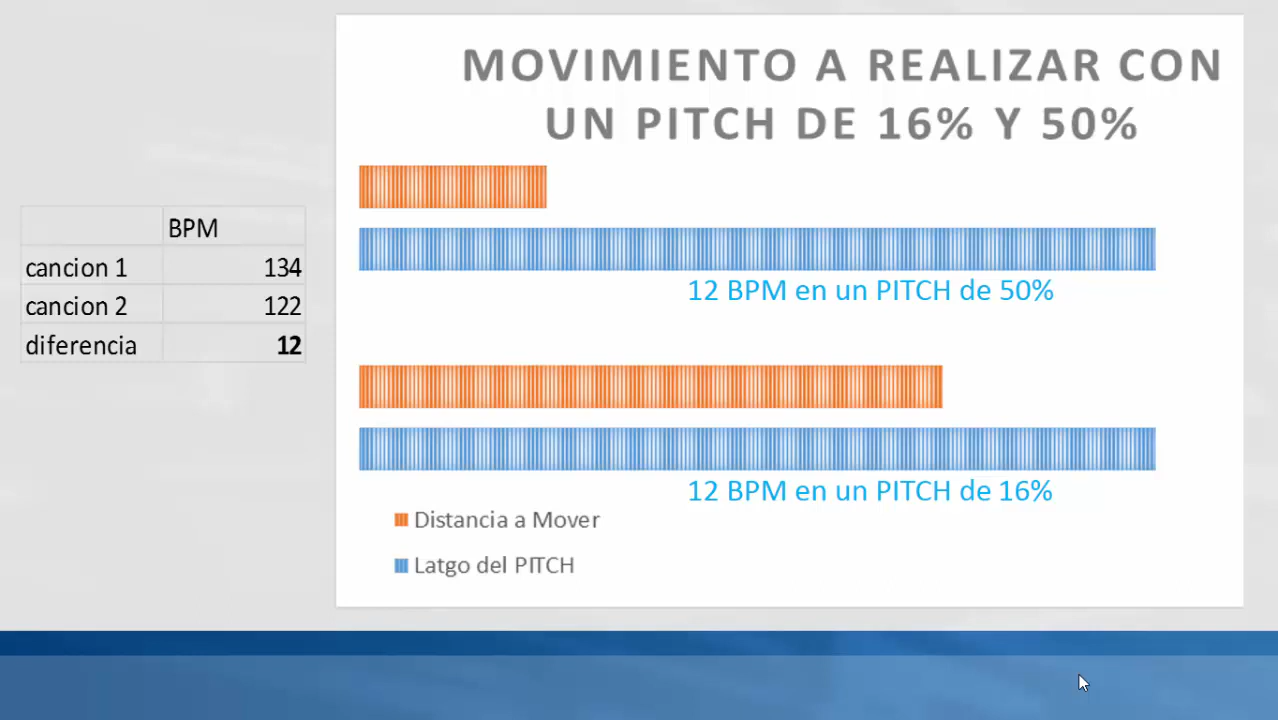 MOVIMIENTO A REALIZAR CON
UN PITCH DE 16% Y 50%
BPM
cancion 1 134
cancion 2 122
diferencia 12
12 BPM en un PITCH de 50%
12 BPM en un PITCH de 16%
Distancia a Mover
Latgo del PITCH